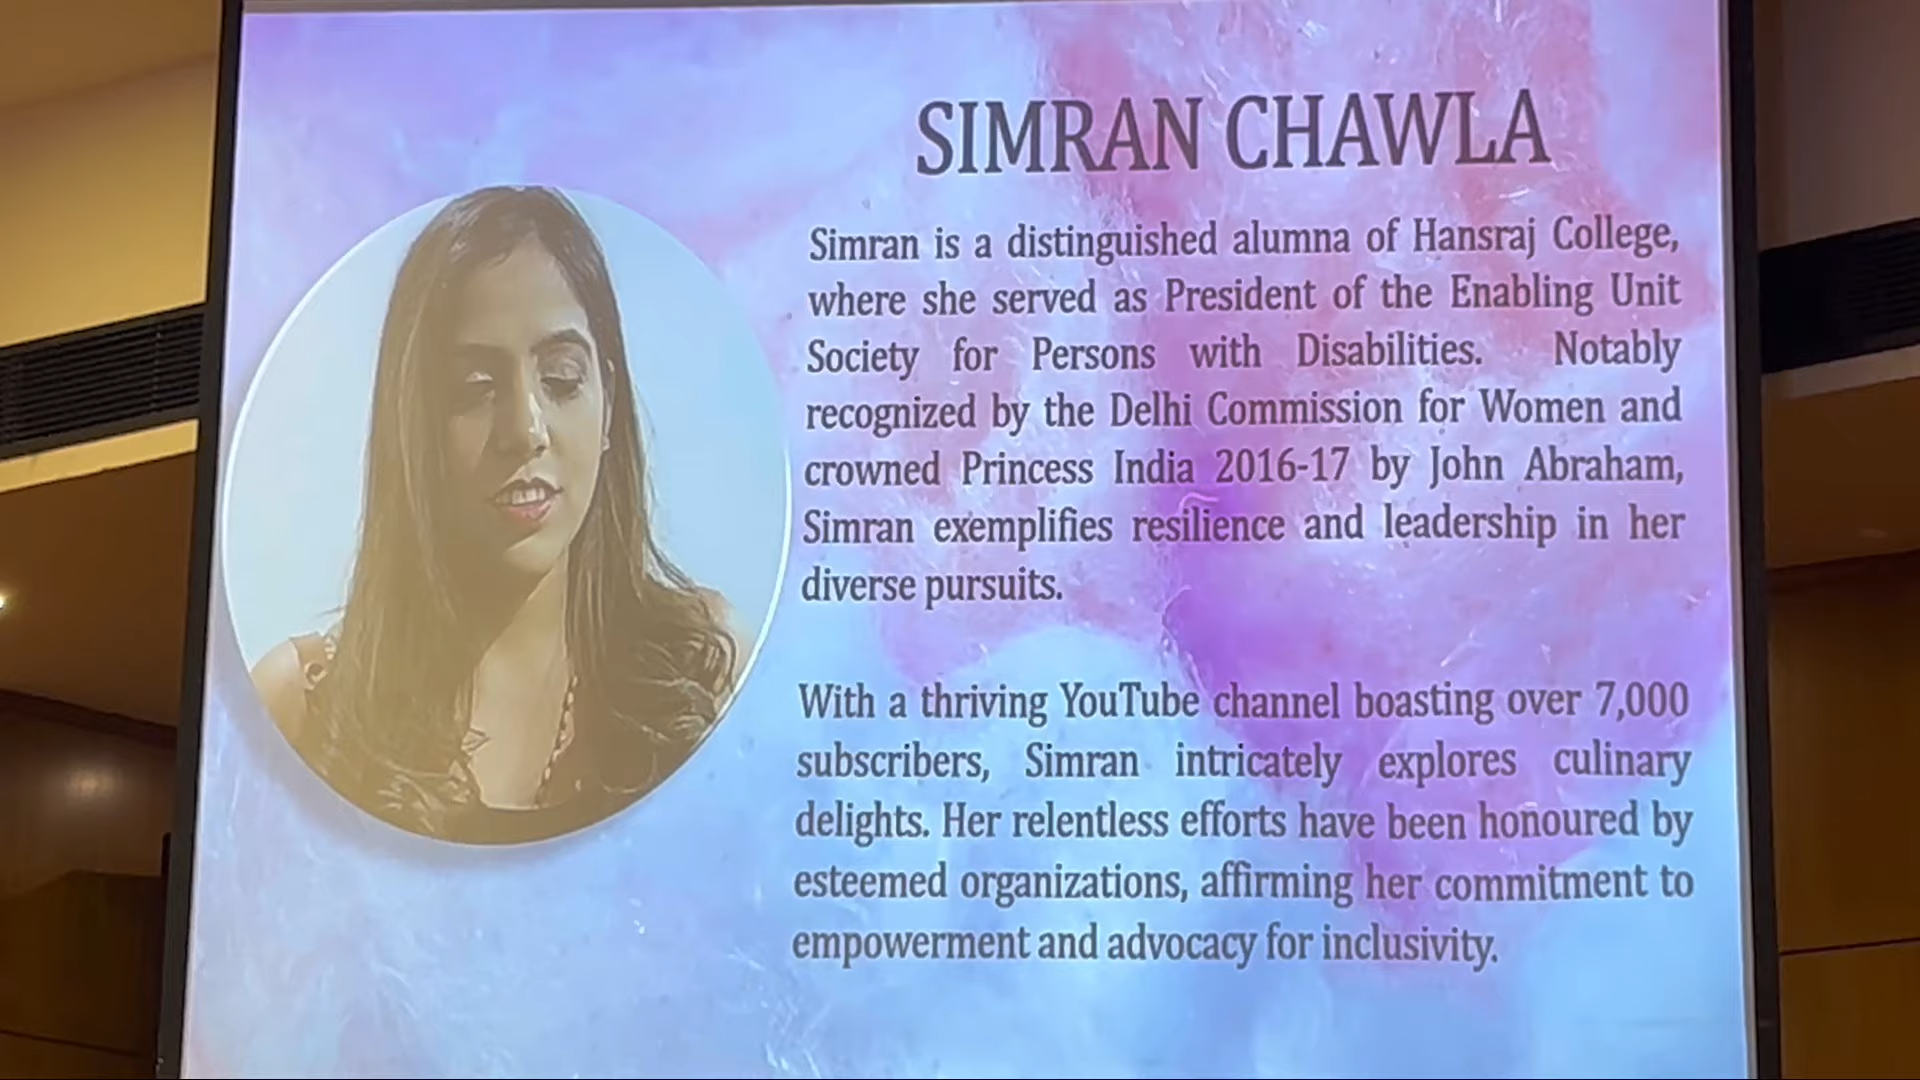 SIMRAN CHAWLA
Simran is a distinguished alumna of Hansraj College,
where she served as President of the Enabling Unit
Society for Persons with Disabilities. Notably
recognized by the Delhi Commission for Women and
crowned Princess India 2016-17 by John Abraham,
Simran exemplifies resilience and leadership in her
diverse pursuits.
With a thriving YouTube channel boasting over 7,000
subscribers, Simran intricately explores culinary
delights. Her relentless efforts have been honoured by
esteemed organizations, affirming her commitment to
empowerment and advocacy for inclusivity.